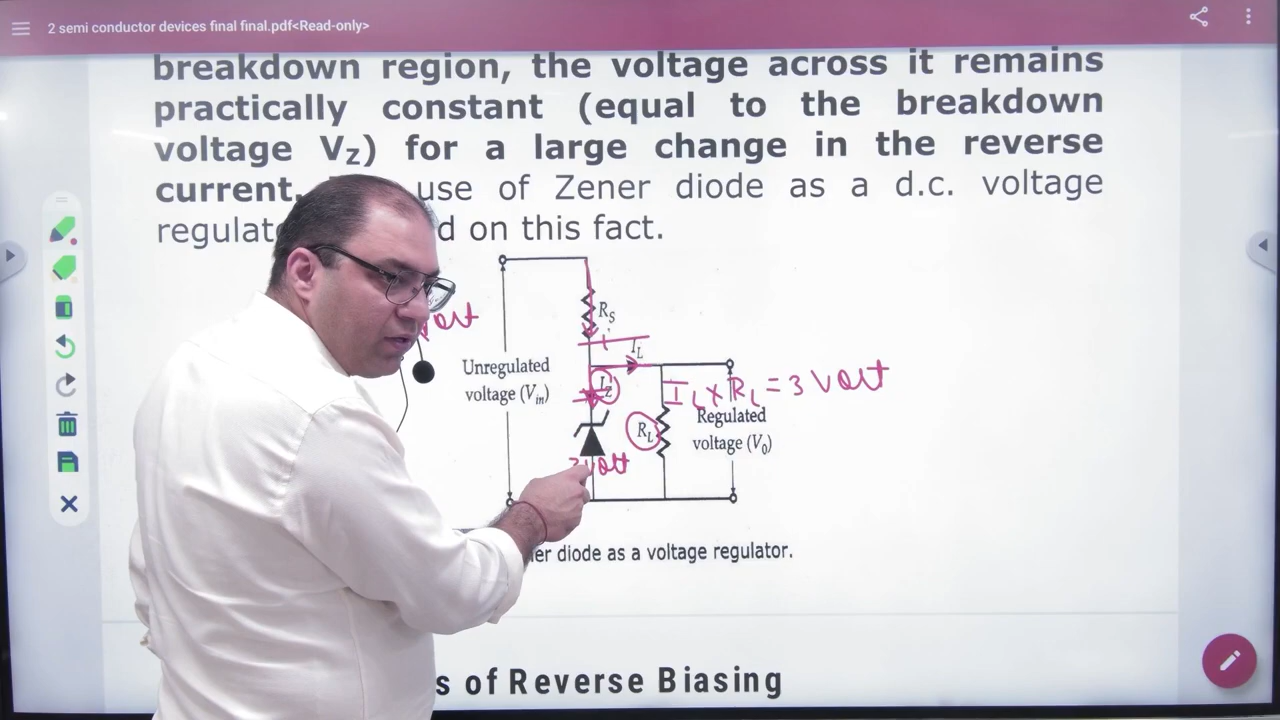 2 semi conductor devices final final.pdf<Read-only>
breakdown region, the voltage across it remains
practically constant (equal to the breakdown
voltage VZ) for a large change in the reverse
current. use of Zener diode as a d.c. voltage
regulat d on this fact.
RS
IL
Unregulated
voltage (Vin)
IZ
IL × RL = 3 volt
RL
Regulated
voltage (V0)
volt
er diode as a voltage regulator.
s of Reverse Biasing